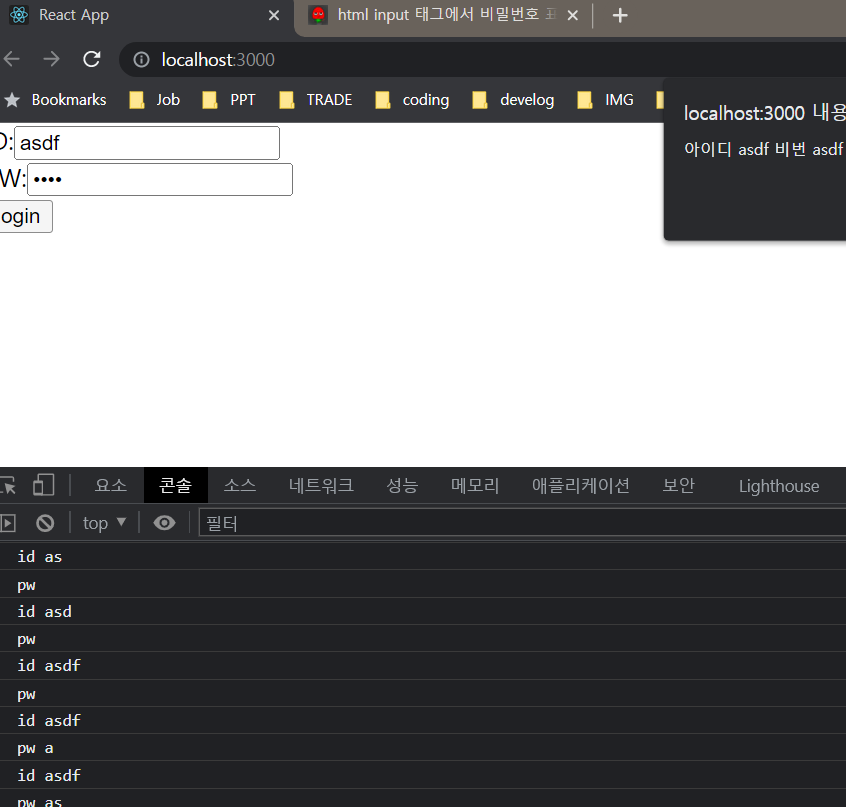 React App
html input 태그에서 비밀번호
localhost:3000
Bookmarks Job PPT TRADE coding develog IMG
localhost:3000 내용
아이디 asdf 비번 asdf
D: asdf
W: ••••
ogin
요소 콘솔 소스 네트워크 성능 메모리 애플리케이션 보안 Lighthouse
top 필터
id as
pw
id asd
pw
id asdf
pw
id asdf
pw a
id asdf
pw as